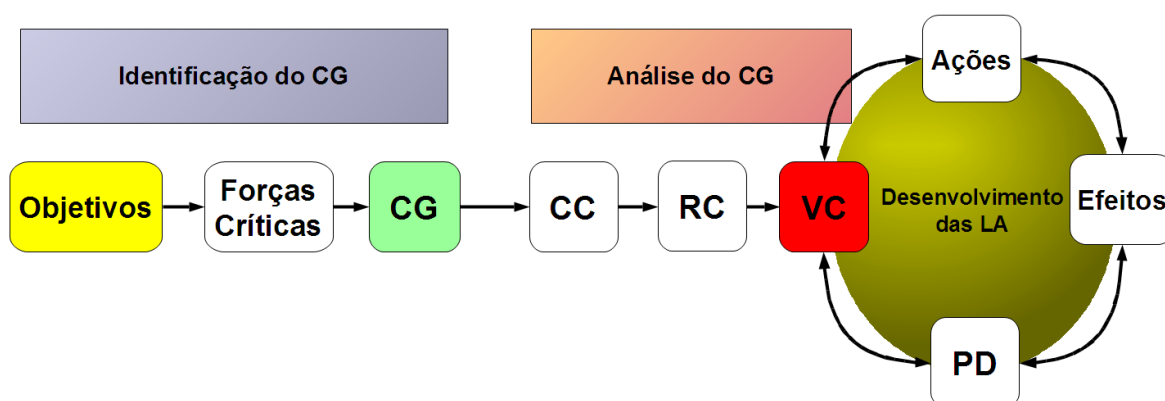 Identificação do CG
Análise do CG
Ações
Objetivos
Forças
Críticas
CG
CC
RC
VC
Desenvolvimento
das LA
Efeitos
PD